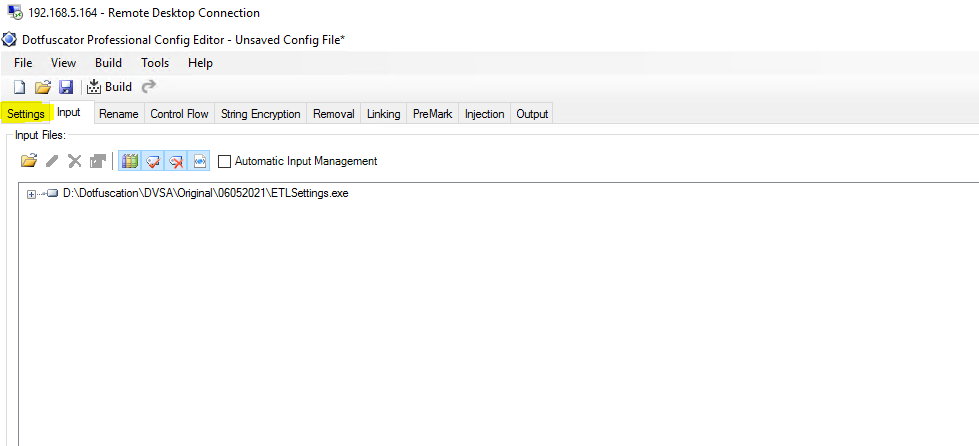 192.168.5.164 - Remote Desktop Connection
Dotfuscator Professional Config Editor - Unsaved Config File*
File View Build Tools Help
Build
Settings Input Rename Control Flow String Encryption Removal Linking PreMark Injection Output
Input Files:
Automatic Input Management
D:\Dotfuscation\DVSA\Original\06052021\ETLSettings.exe